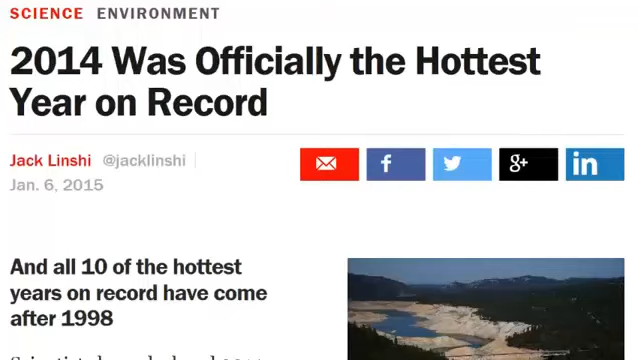 SCIENCE ENVIRONMENT
2014 Was Officially the Hottest
Year on Record
Jack Linshi @jacklinshi
Jan. 6, 2015
f
g+
in
And all 10 of the hottest
years on record have come
after 1998